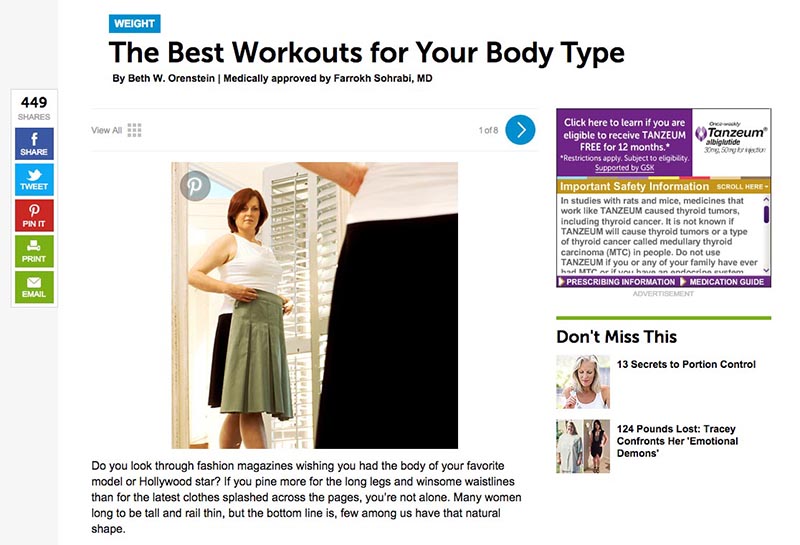 WEIGHT
The Best Workouts for Your Body Type
By Beth W. Orenstein | Medically approved by Farrokh Sohrabi, MD
449
SHARES
f
SHARE
TWEET
PIN IT
PRINT
EMAIL
View All
1 of 8
Do you look through fashion magazines wishing you had the body of your favorite
model or Hollywood star? If you pine more for the long legs and winsome waistlines
than for the latest clothes splashed across the pages, you're not alone. Many women
long to be tall and rail thin, but the bottom line is, few among us have that natural
shape.
Click here to learn if you are
eligible to receive TANZEUM
FREE for 12 months.*
*Restrictions apply. Subject to eligibility.
Supported by GSK
Once-weekly
Tanzeum®
albiglutide
30mg, 50mg for injection
Important Safety Information SCROLL HERE
In studies with rats and mice, medicines that
work like TANZEUM caused thyroid tumors,
including thyroid cancer. It is not known if
TANZEUM will cause thyroid tumors or a type
of thyroid cancer called medullary thyroid
carcinoma (MTC) in people. Do not use
TANZEUM if you or any of your family have ever
had MTC or if you have an endocrine system
PRESCRIBING INFORMATION MEDICATION GUIDE
ADVERTISEMENT
Don't Miss This
13 Secrets to Portion Control
124 Pounds Lost: Tracey
Confronts Her 'Emotional
Demons'